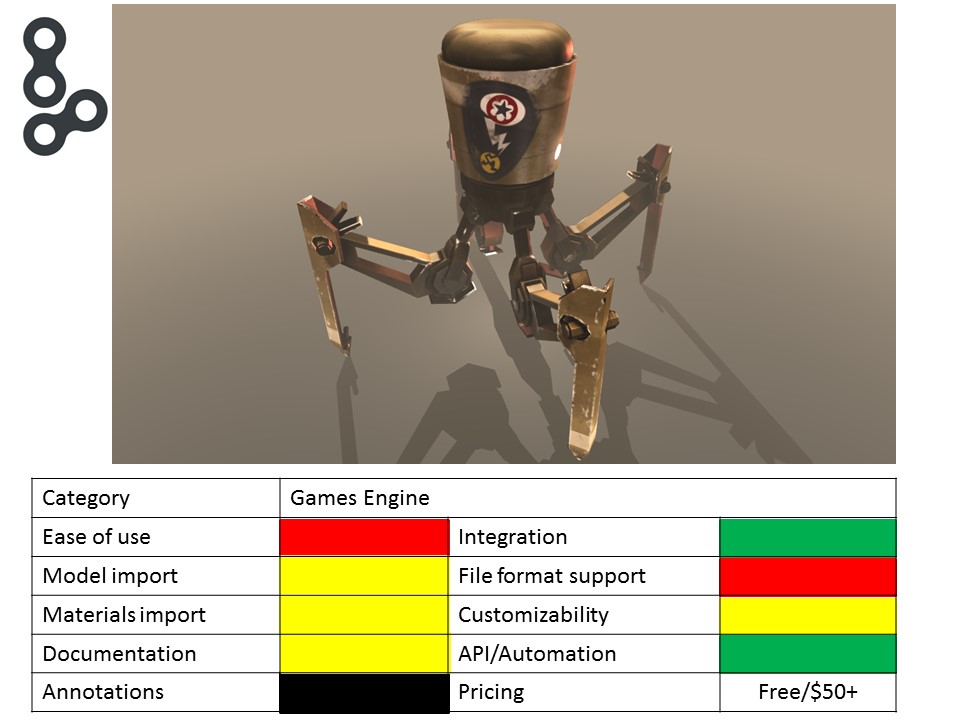 Category Games Engine
Ease of use Integration
Model import File format support
Materials import Customizability
Documentation API/Automation
Annotations Pricing Free/$50+